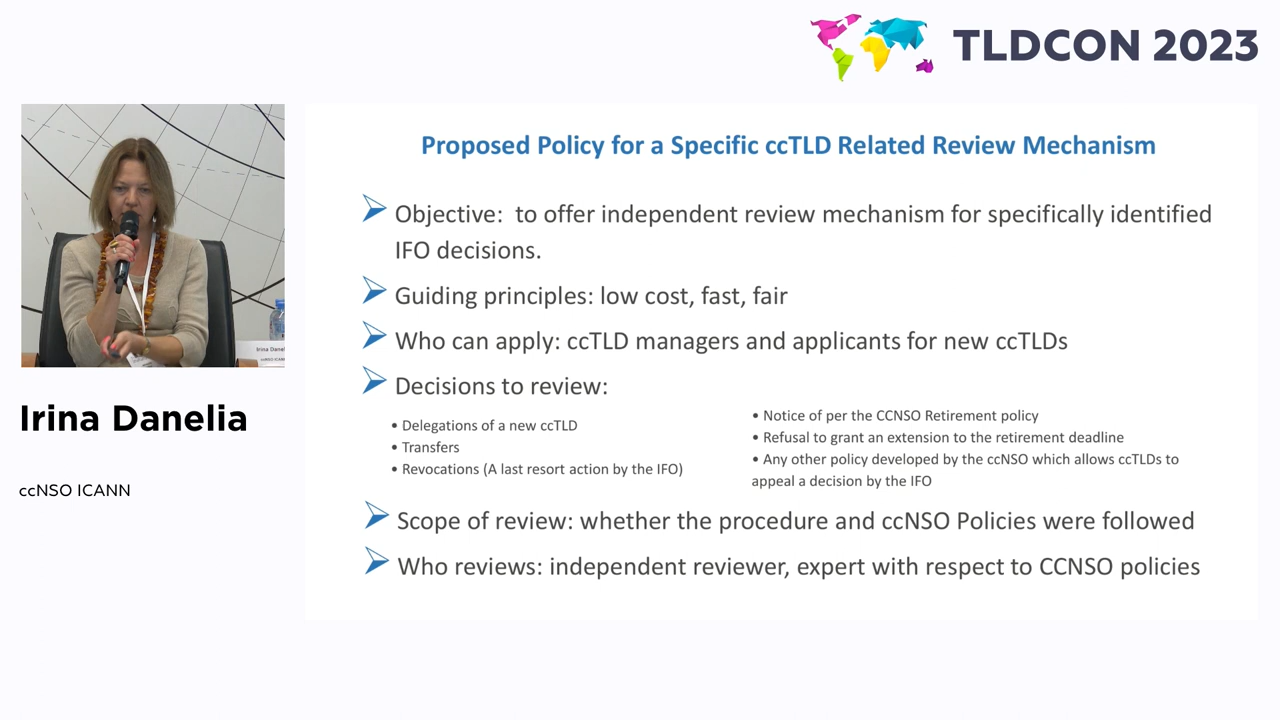 TLDCON 2023
Proposed Policy for a Specific ccTLD Related Review Mechanism
➢ Objective:  to offer independent review mechanism for specifically identified
IFO decisions.
➢ Guiding principles: low cost, fast, fair
➢ Who can apply: ccTLD managers and applicants for new ccTLDs
➢ Decisions to review:
• Delegations of a new ccTLD
• Transfers
• Revocations (A last resort action by the IFO)
• Notice of per the CCNSO Retirement policy
• Refusal to grant an extension to the retirement deadline
• Any other policy developed by the ccNSO which allows ccTLDs to
appeal a decision by the IFO
➢ Scope of review: whether the procedure and ccNSO Policies were followed
➢ Who reviews: independent reviewer, expert with respect to CCNSO policies
Irina Danelia
ccNSO ICANN